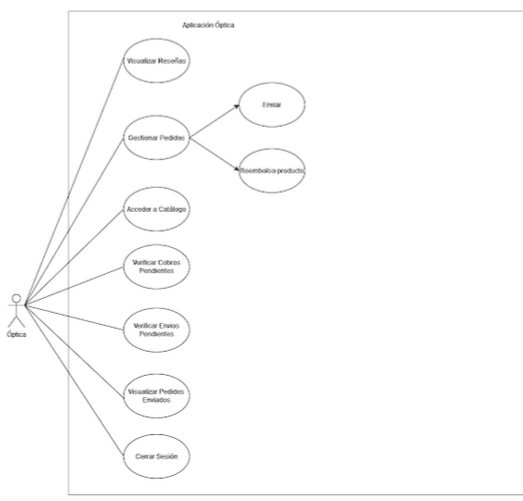 Aplicación Óptica
Visualizar Reseñas
Gestionar Pedidos
Enviar
Reembolso producto
Acceder a Catálogo
Verificar Cobros
Pendientes
Verificar Envios
Pendientes
Óptica
Visualizar Pedidos
Enviados
Cerrar Sesión